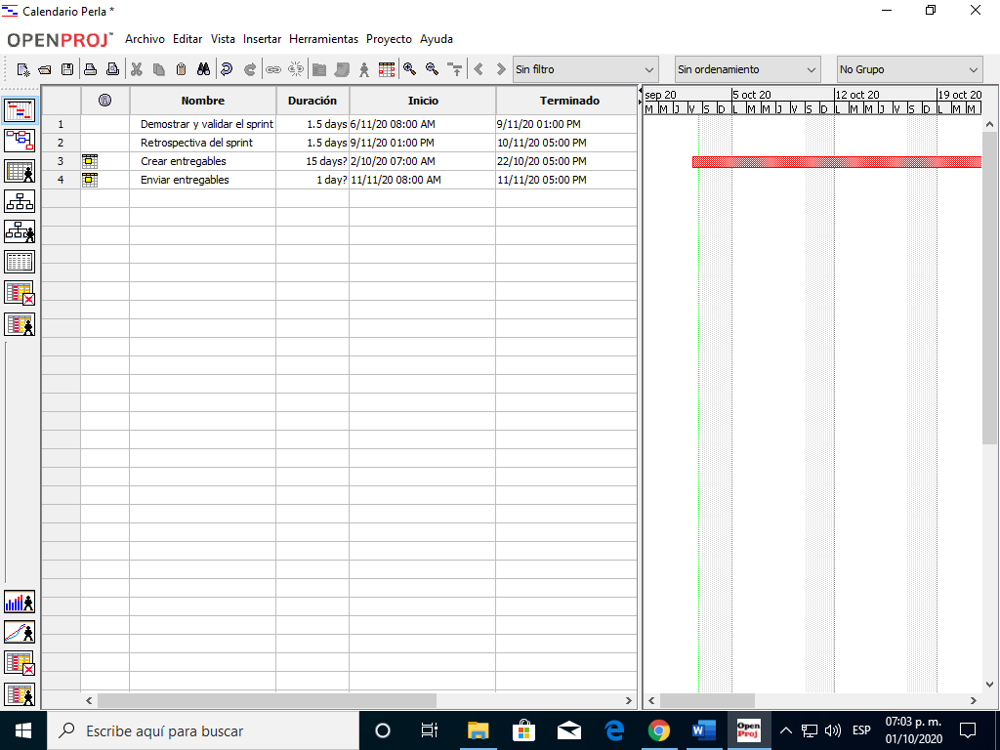 Calendario Perla *
OPENPROJ™ Archivo Editar Vista Insertar Herramientas Proyecto Ayuda
Sin filtro Sin ordenamiento No Grupo
Nombre Duración Inicio Terminado
sep 20 5 oct 20 12 oct 20 19 oct 20
M M J V S D L M M J V S D L M M J V S D L M M
1 Demostrar y validar el sprint 1.5 days 6/11/20 08:00 AM 9/11/20 01:00 PM
2 Retrospectiva del sprint 1.5 days 9/11/20 01:00 PM 10/11/20 05:00 PM
3 Crear entregables 15 days? 2/10/20 07:00 AM 22/10/20 05:00 PM
4 Enviar entregables 1 day? 11/11/20 08:00 AM 11/11/20 05:00 PM
Escribe aquí para buscar
Open
Proj
ESP
07:03 p. m.
01/10/2020